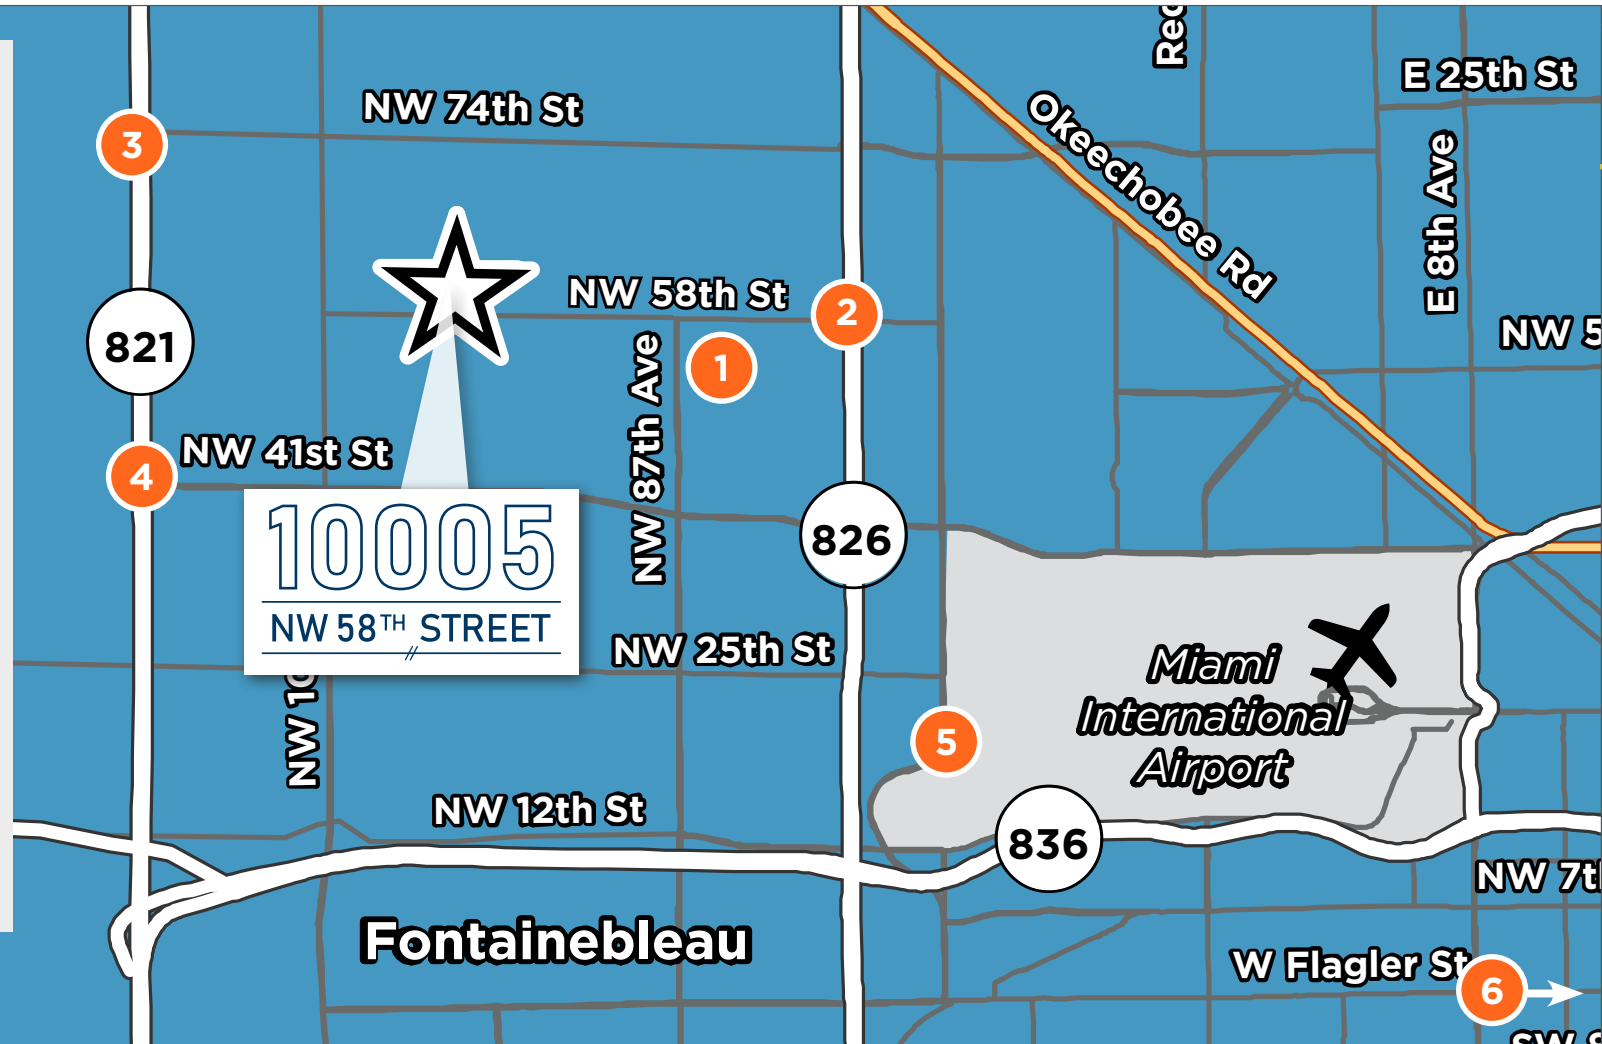 E 25th St
NW 74th St
3
Okeechobee Rd
E 8th Ave
NW 58th St
2
821
1
NW 87th Ave
NW 41st St
4
10005
NW 58TH STREET
//
826
NW 25th St
Miami
International
Airport
NW
5
NW 12th St
836
NW
Fontainebleau
W Flagler St
6
NW